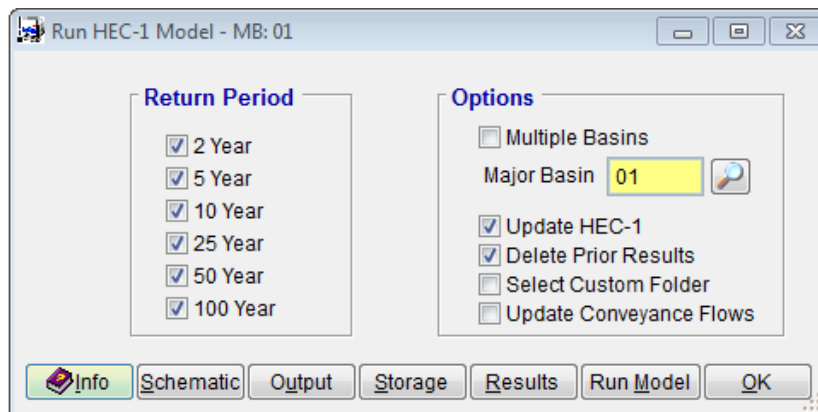 Run HEC-1 Model - MB: 01
Return Period
2 Year
5 Year
10 Year
25 Year
50 Year
100 Year
Options
Multiple Basins
Major Basin 01
Update HEC-1
Delete Prior Results
Select Custom Folder
Update Conveyance Flows
Info Schematic Output Storage Results Run Model OK